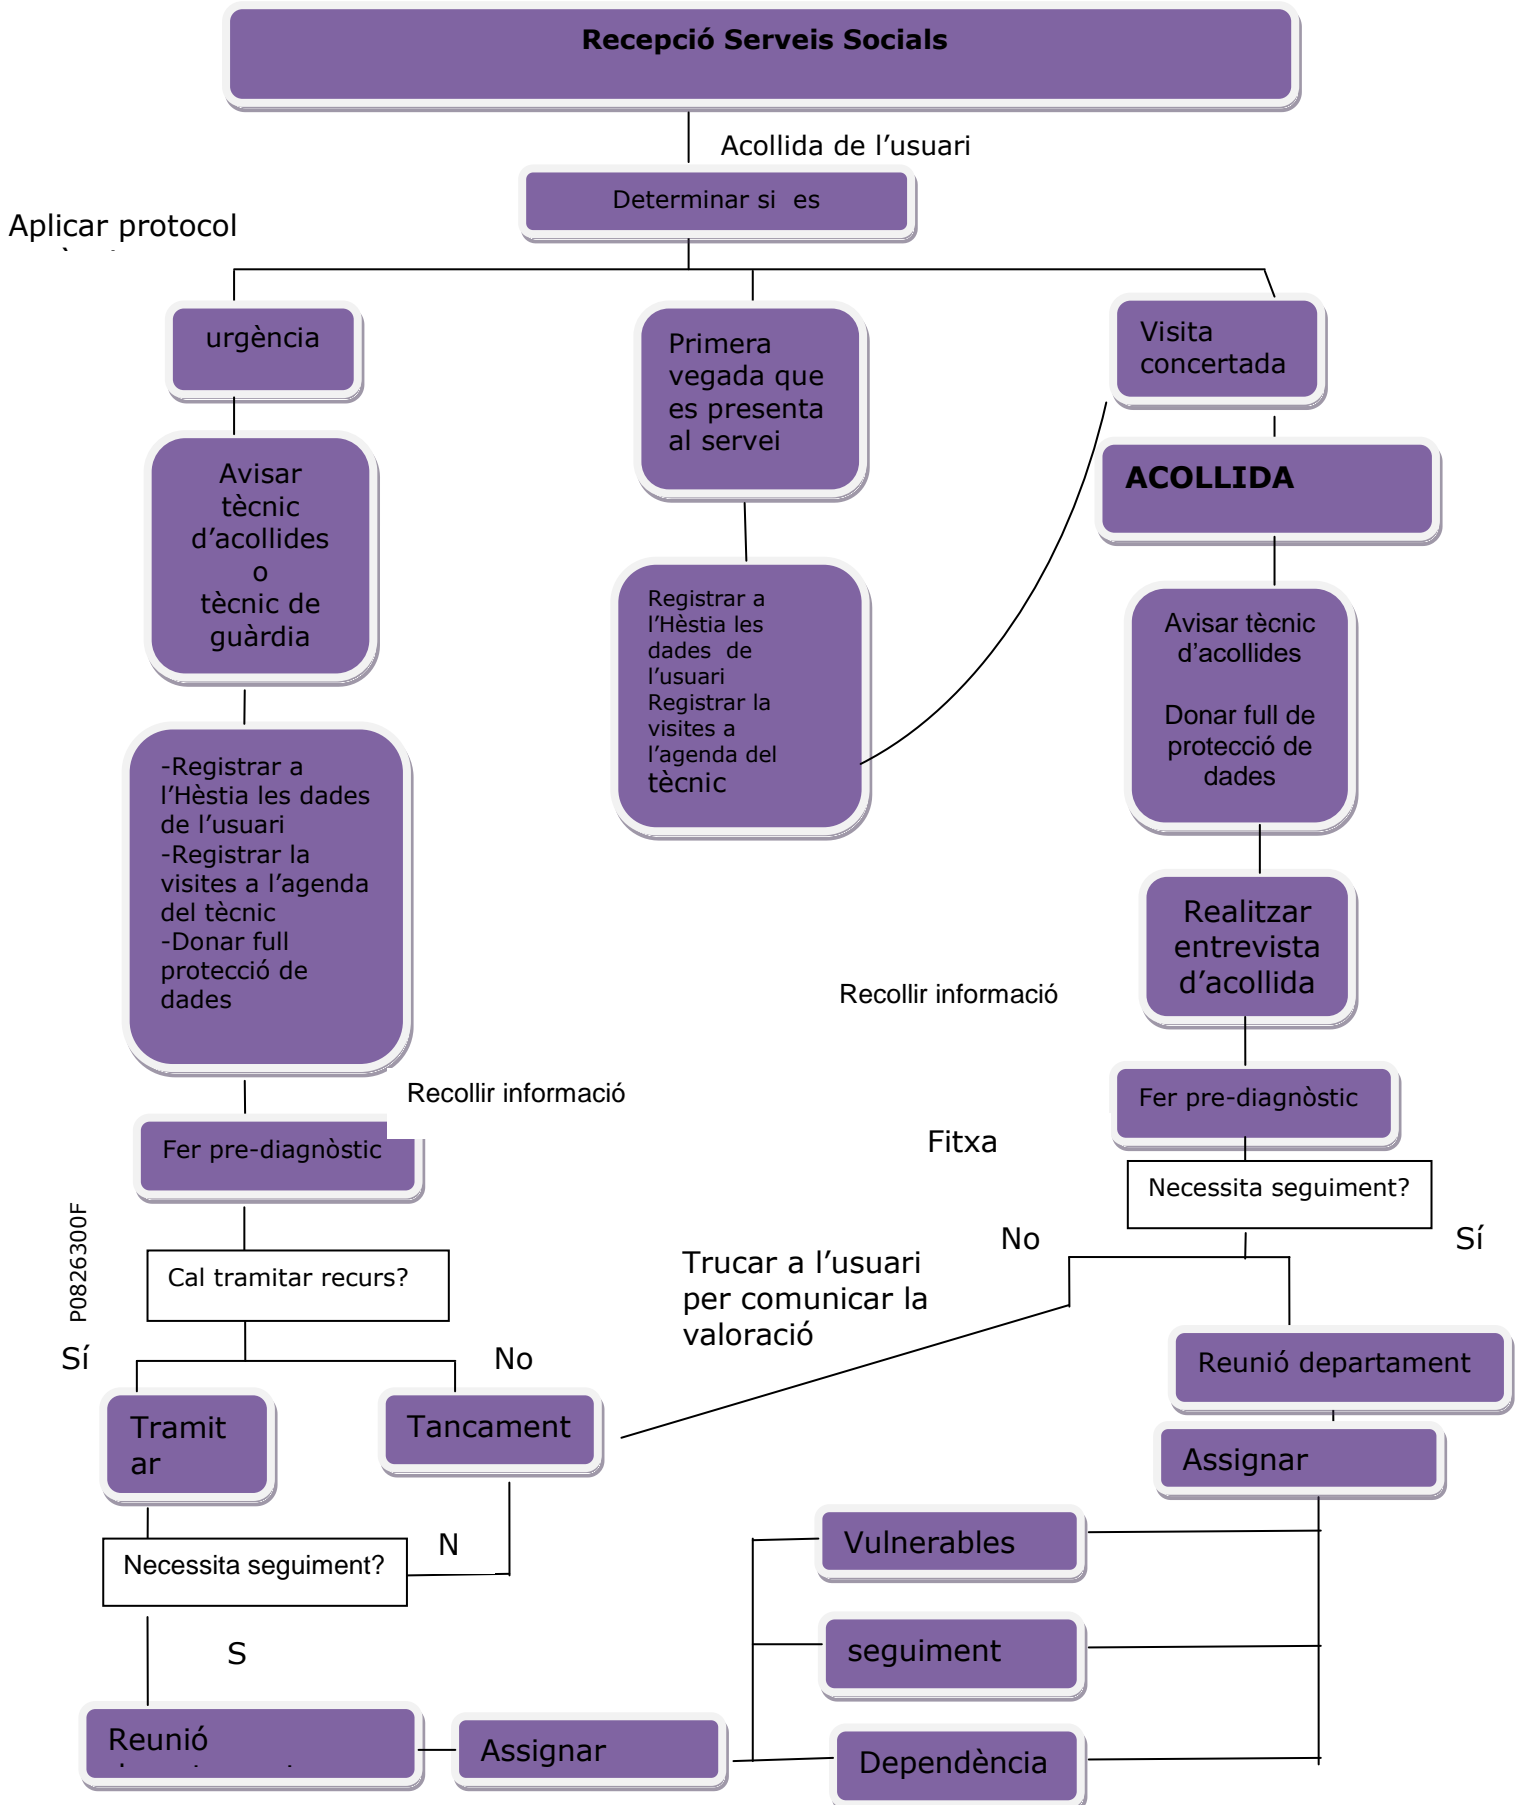 Recepció Serveis Socials
Acollida de l’usuari
Determinar si  es
Aplicar protocol
urgència
Primera
vegada que
es presenta
al servei
Visita
concertada
Avisar
tècnic
d’acollides
o
tècnic de
guàrdia
ACOLLIDA
Registrar a
l’Hèstia les
dades  de
l’usuari
Registrar la
visites a
l’agenda del
tècnic
Avisar tècnic
d’acollides
Donar full de
protecció de
dades
-Registrar a
l’Hèstia les dades
de l’usuari
-Registrar la
visites a l’agenda
del tècnic
-Donar full
protecció de
dades
Realitzar
entrevista
d’acollida
Recollir informació
Recollir informació
Fer pre-diagnòstic
Fer pre-diagnòstic
Fitxa
Necessita seguiment?
No
Sí
P0826300F
Cal tramitar recurs?
Trucar a l’usuari
per comunicar la
valoració
Sí
No
Reunió departament
Tramit
ar
Tancament
Assignar
Necessita seguiment?
N
Vulnerables
S
seguiment
Reunió
Assignar
Dependència